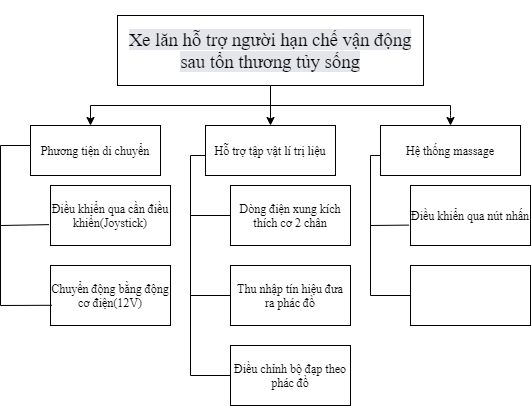 Xe lăn hỗ trợ người hạn chế vận động
sau tổn thương tủy sống
Phương tiện di chuyển
Hỗ trợ tập vật lí trị liệu
Hệ thống massage
Điều khiển qua cần điều
khiển(Joystick)
Dòng điện xung kích
thích cơ 2 chân
Điều khiển qua nút nhấn
Chuyển động bằng động
cơ điện(12V)
Thu nhập tín hiệu đưa
ra phác đồ
Điều chỉnh bộ đạp theo
phác đồ